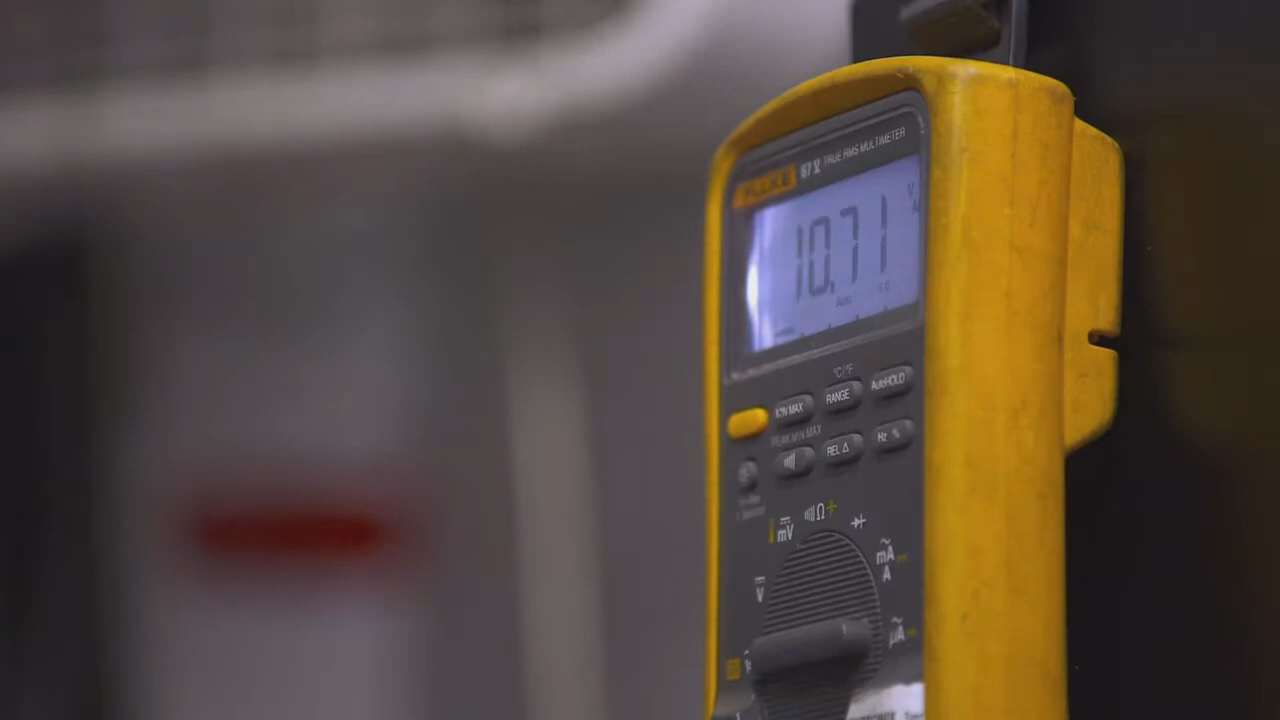 FLUKE 87 V TRUE RMS MULTIMETER
V
10.71
Auto
°C/°F
MIN MAX RANGE AutoHOLD
PEAK MIN MAX
REL Δ Hz %
mV Ω
mA
A
V
µA